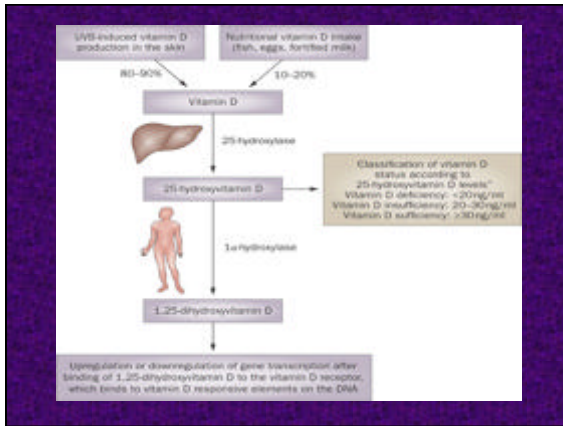 UVB-induced vitamin D
production in the skin
Nutritional vitamin D intake
(fish, eggs, fortified milk)
80–90%
10–20%
Vitamin D
25-hydroxylase
25-hydroxyvitamin D
Classification of vitamin D
status according to
25-hydroxyvitamin D levels*
Vitamin D deficiency: <20ng/ml
Vitamin D insufficiency: 20–30ng/ml
Vitamin D sufficiency: >30ng/ml
1α-hydroxylase
1,25-dihydroxyvitamin D
Upregulation or downregulation of gene transcription after
binding of 1,25-dihydroxyvitamin D to the vitamin D receptor,
which binds to vitamin D responsive elements on the DNA